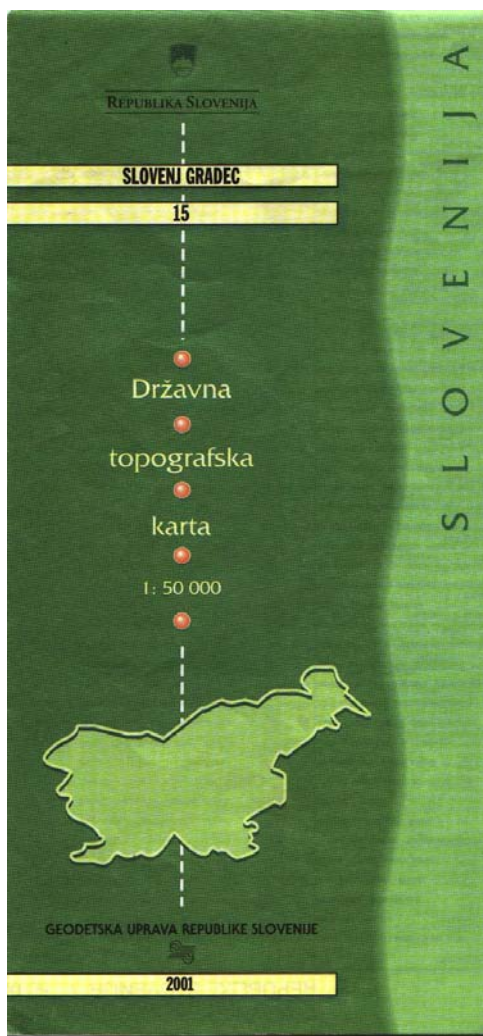 REPUBLIKA SLOVENIJA
SLOVENJ GRADEC
15
Državna
topografska
karta
1: 50 000
GEODETSKA UPRAVA REPUBLIKE SLOVENIJE
2001
SLOVENIJA